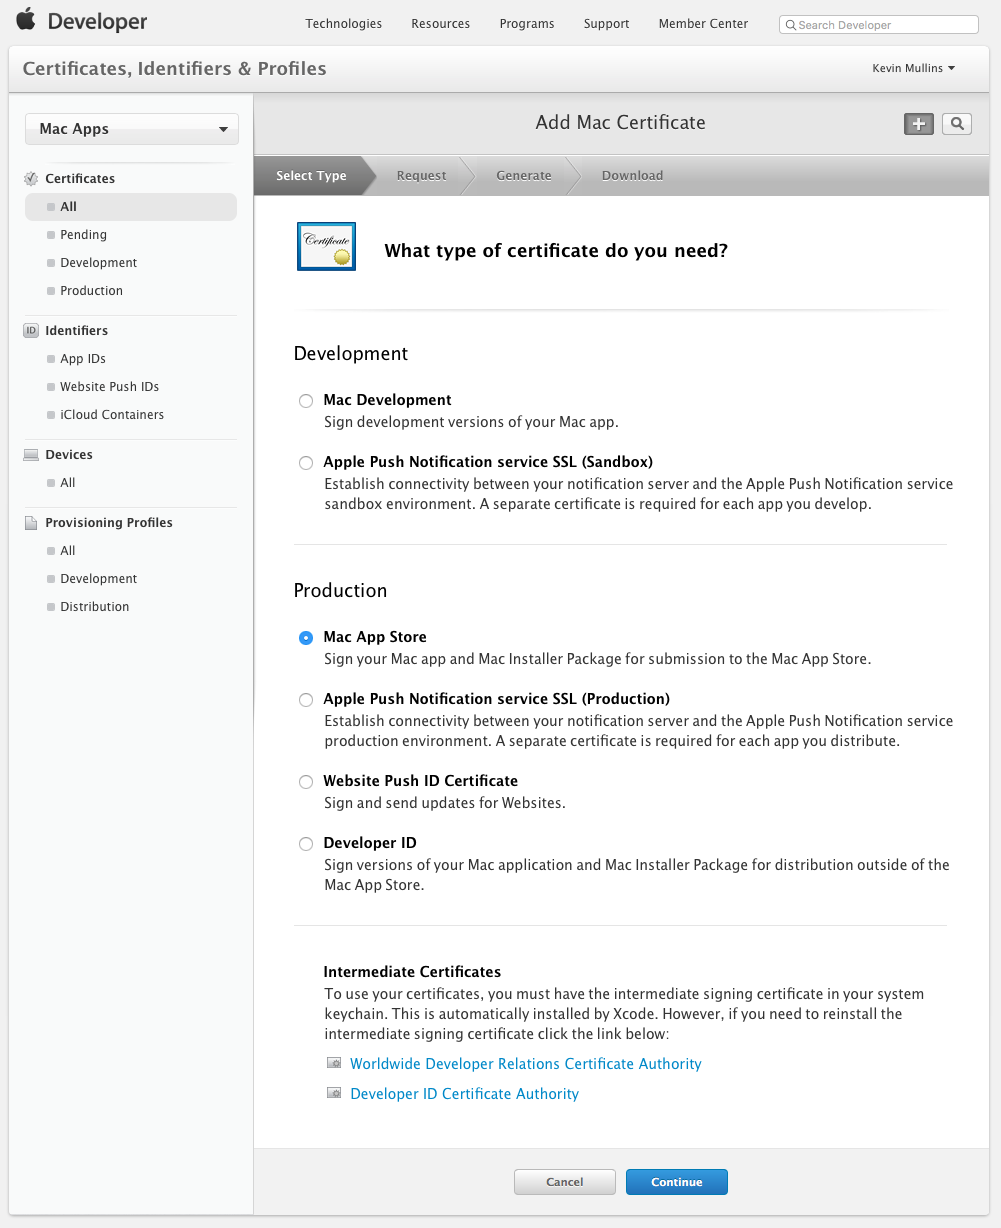 Developer
Technologies Resources Programs Support Member Center
Search Developer
Certificates, Identifiers & Profiles
Kevin Mullins
Mac Apps
Certificates
All
Pending
Development
Production
ID Identifiers
App IDs
Website Push IDs
iCloud Containers
Devices
All
Provisioning Profiles
All
Development
Distribution
Add Mac Certificate
Select Type Request Generate Download
Certificate
What type of certificate do you need?
Development
Mac Development
Sign development versions of your Mac app.
Apple Push Notification service SSL (Sandbox)
Establish connectivity between your notification server and the Apple Push Notification service
sandbox environment. A separate certificate is required for each app you develop.
Production
Mac App Store
Sign your Mac app and Mac Installer Package for submission to the Mac App Store.
Apple Push Notification service SSL (Production)
Establish connectivity between your notification server and the Apple Push Notification service
production environment. A separate certificate is required for each app you distribute.
Website Push ID Certificate
Sign and send updates for Websites.
Developer ID
Sign versions of your Mac application and Mac Installer Package for distribution outside of the
Mac App Store.
Intermediate Certificates
To use your certificates, you must have the intermediate signing certificate in your system
keychain. This is automatically installed by Xcode. However, if you need to reinstall the
intermediate signing certificate click the link below:
Worldwide Developer Relations Certificate Authority
Developer ID Certificate Authority
Cancel Continue